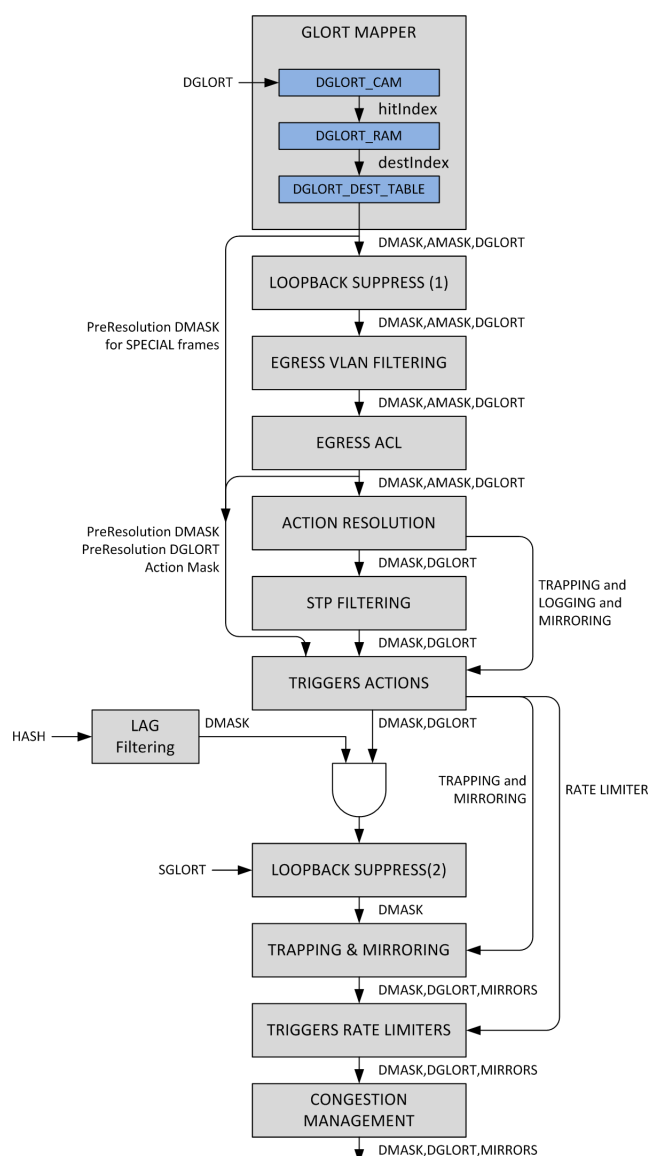 GLORT MAPPER
DGLORT
DGLORT_CAM
hitIndex
DGLORT_RAM
destIndex
DGLORT_DEST_TABLE
DMASK,AMASK,DGLORT
LOOPBACK SUPPRESS (1)
PreResolution DMASK
for SPECIAL frames
DMASK,AMASK,DGLORT
EGRESS VLAN FILTERING
DMASK,AMASK,DGLORT
EGRESS ACL
DMASK,AMASK,DGLORT
ACTION RESOLUTION
PreResolution DMASK
PreResolution DGLORT
Action Mask
DMASK,DGLORT
TRAPPING and
LOGGING and
MIRRORING
STP FILTERING
DMASK,DGLORT
TRIGGERS ACTIONS
HASH
LAG
Filtering
DMASK
DMASK,DGLORT
TRAPPING and
MIRRORING
RATE LIMITER
SGLORT
LOOPBACK SUPPRESS(2)
DMASK
TRAPPING & MIRRORING
DMASK,DGLORT,MIRRORS
TRIGGERS RATE LIMITERS
DMASK,DGLORT,MIRRORS
CONGESTION
MANAGEMENT
DMASK,DGLORT,MIRRORS